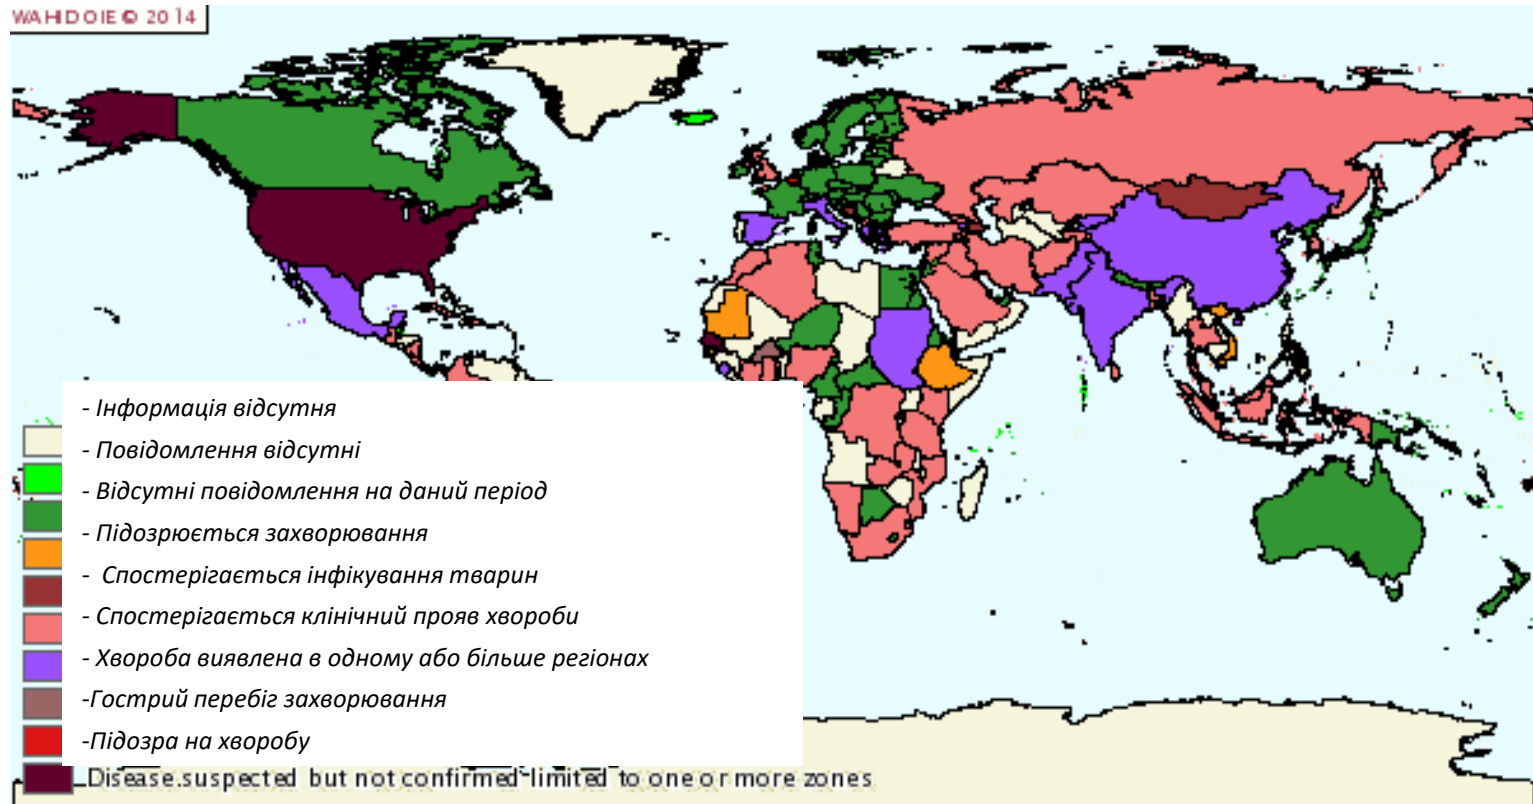 WAHIDOIE© 2014
- Інформація відсутня
- Повідомлення відсутні
- Відсутні повідомлення на даний період
- Підозрюється захворювання
- Спостерігається інфікування тварин
- Спостерігається клінічний прояв хвороби
- Хвороба виявлена в одному або більше регіонах
-Гострий перебіг захворювання
-Підозра на хворобу
Disease.suspected but not confirmed-limited to one or more zones